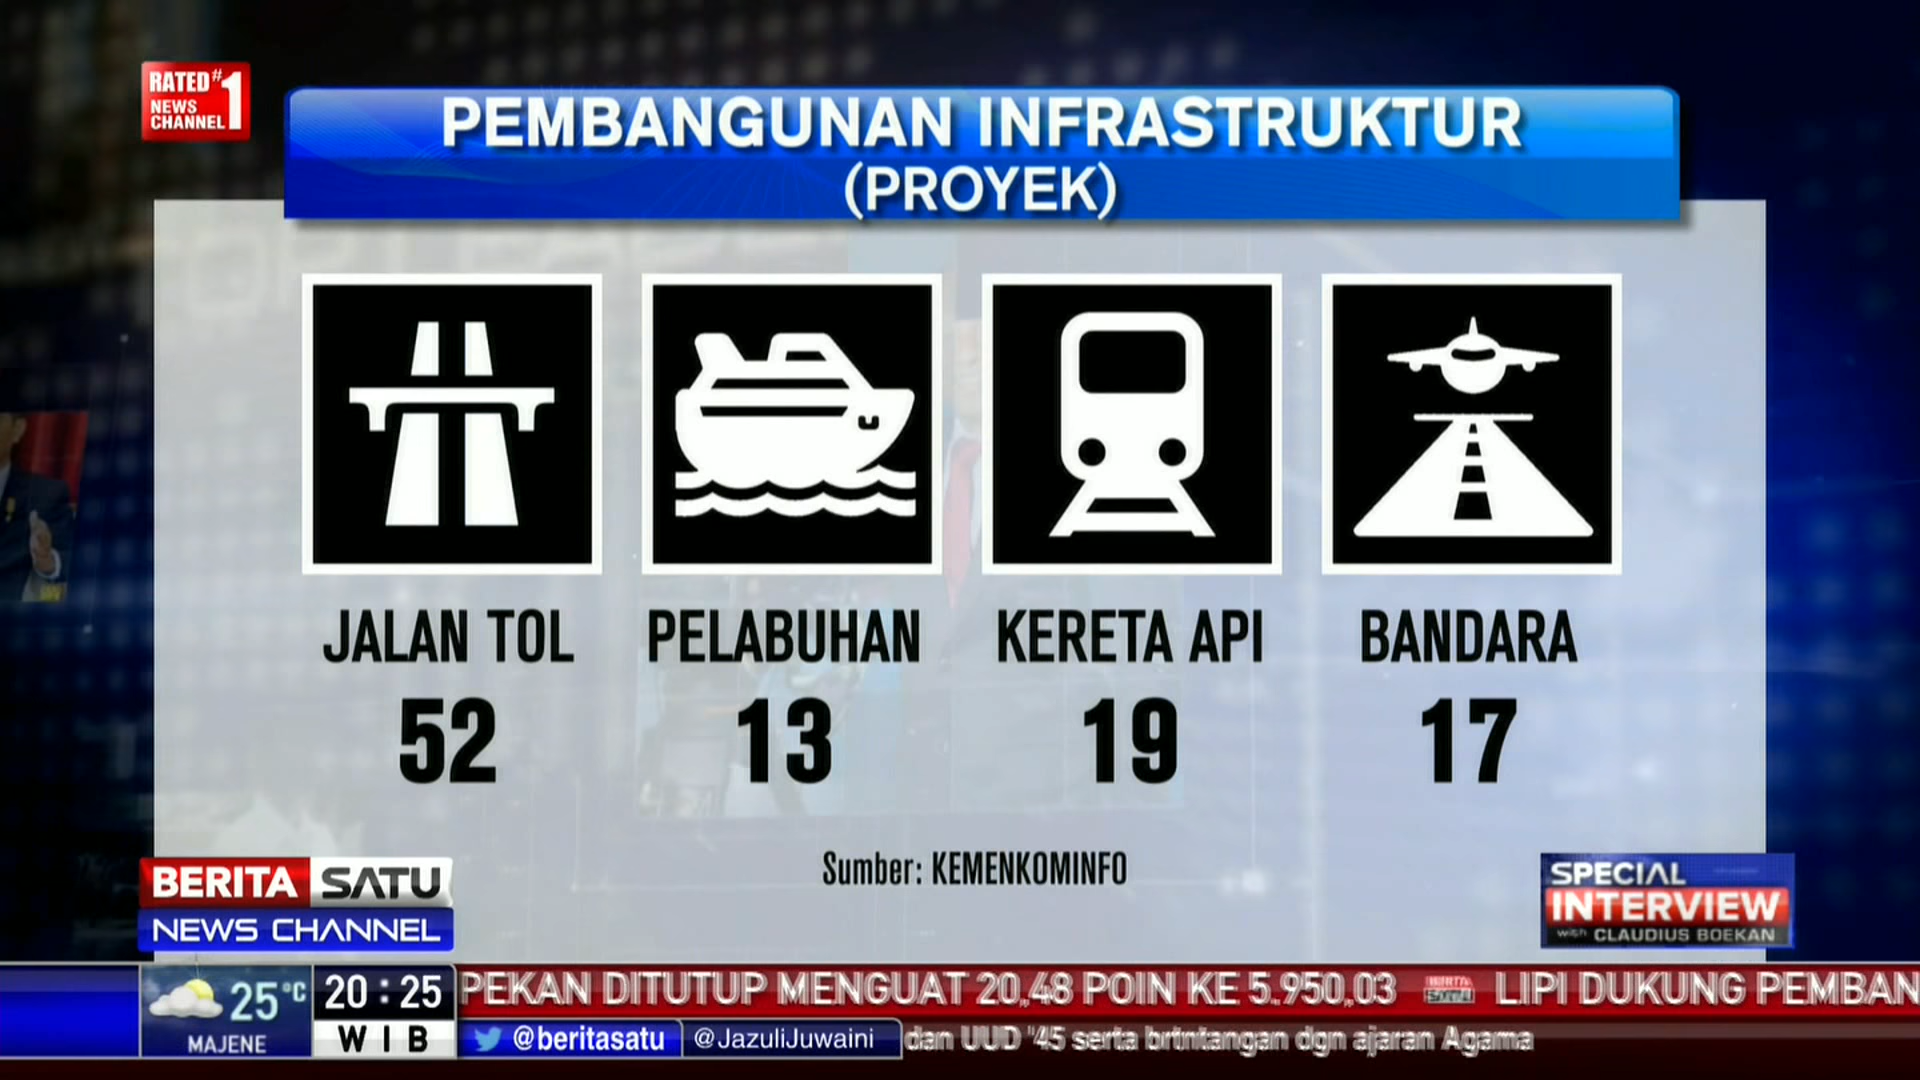 RATED #1
NEWS
CHANNEL
PEMBANGUNAN INFRASTRUKTUR
(PROYEK)
JALAN TOL
PELABUHAN
KERETA API
BANDARA
52
13
19
17
Sumber: KEMENKOMINFO
BERITA SATU
NEWS CHANNEL
SPECIAL
INTERVIEW
with CLAUDIUS BOEKAN
25°C
MAJENE
20:25
WIB
PEKAN DITUTUP MENGUAT 20,48 POIN KE 5.950,03 BERITA SATU LIPI DUKUNG PEMBAN
@beritasatu @JazuliJuwaini dan UUD '45 serta dgn ajaran Agama